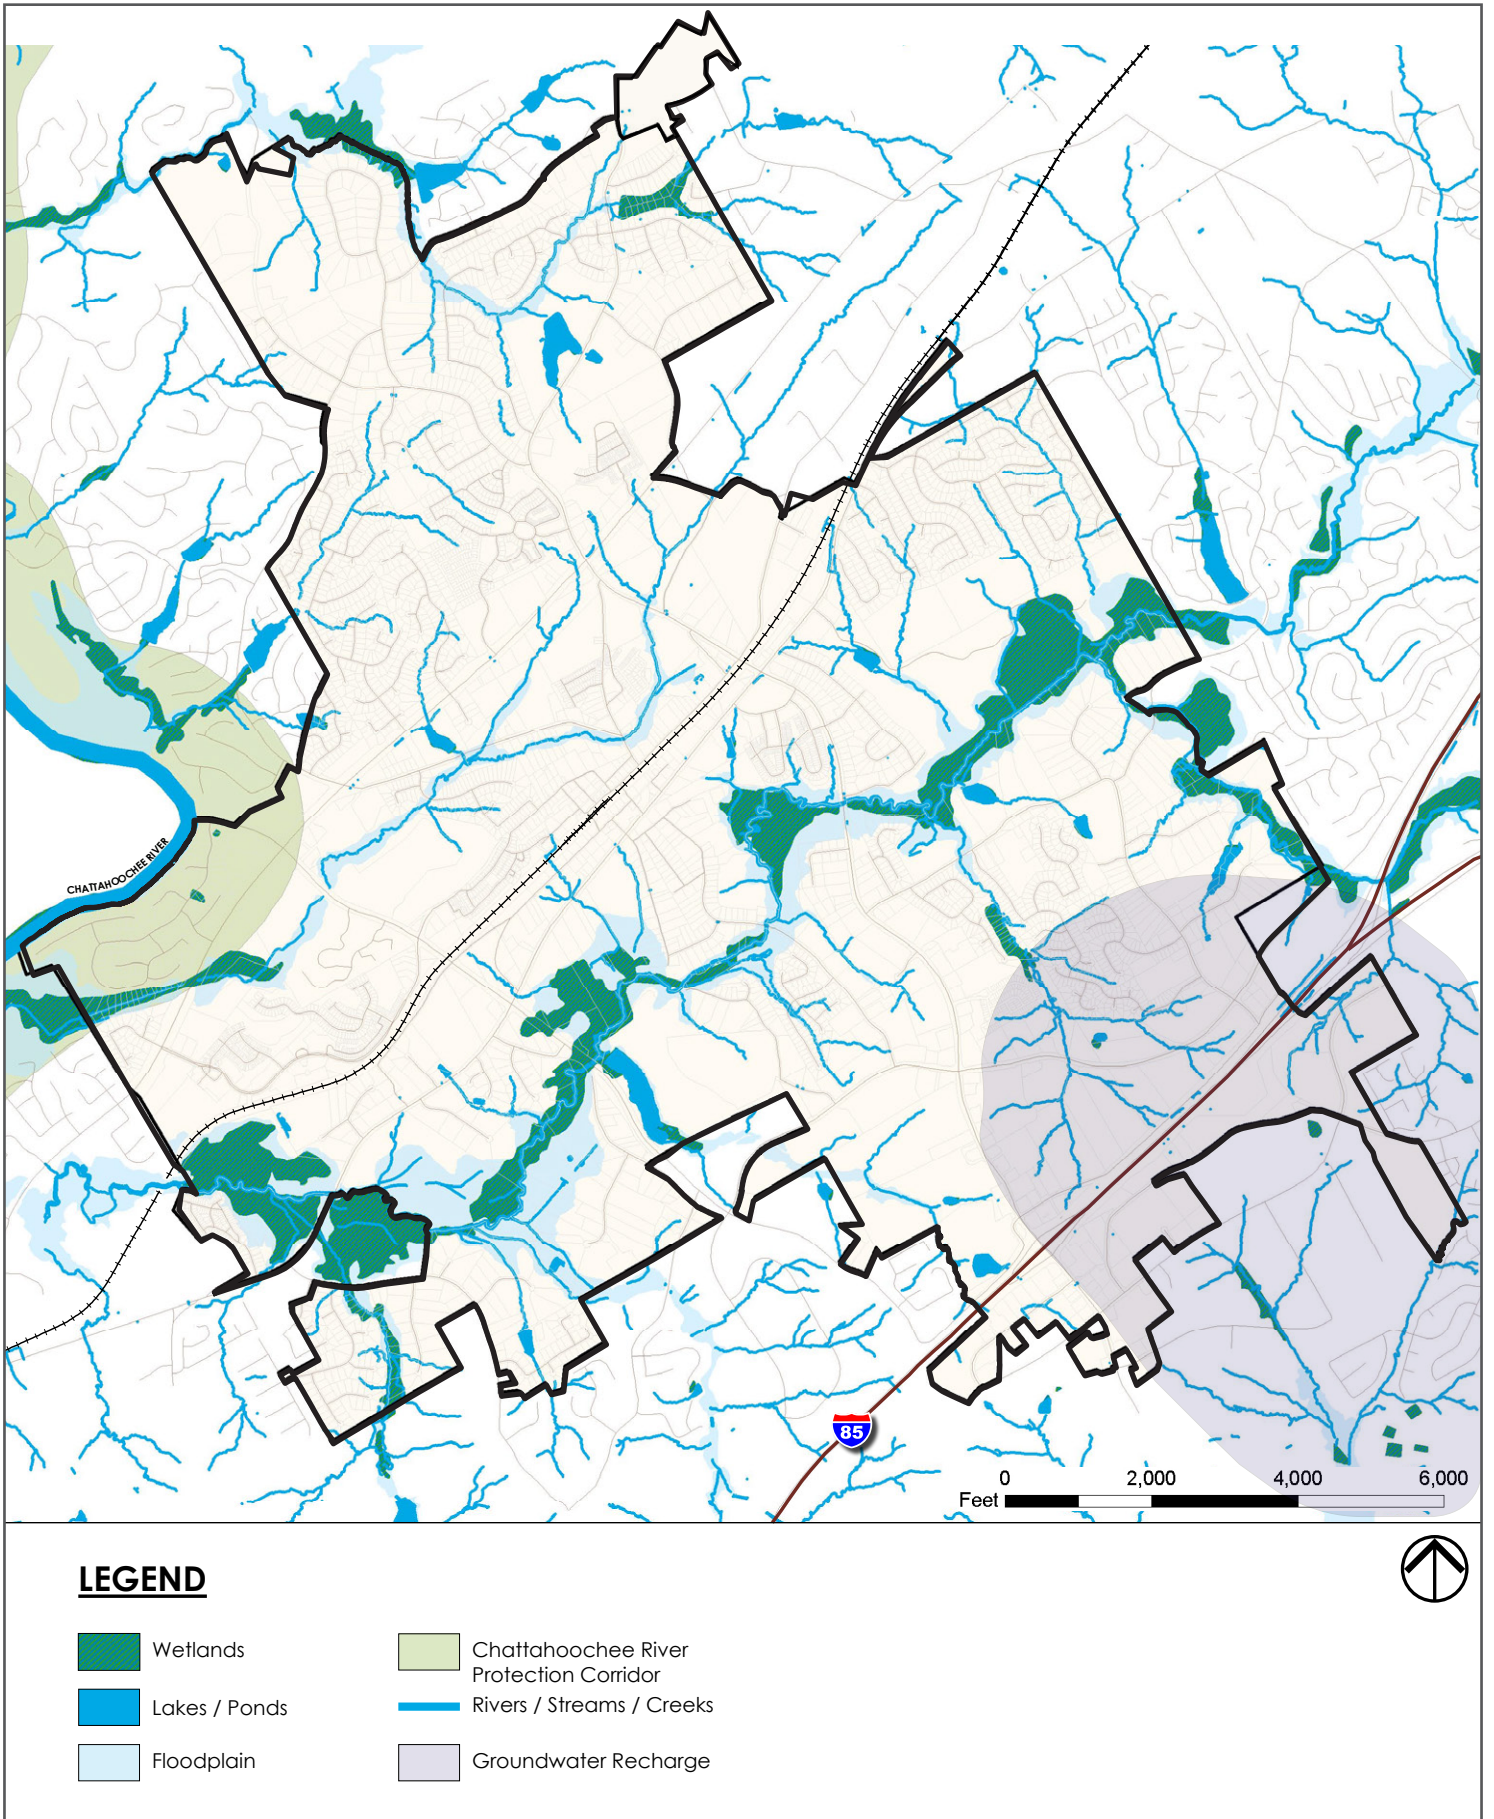 CHATTAHOOCHEE RIVER
85
0 2,000 4,000 6,000
Feet
LEGEND
Wetlands
Lakes / Ponds
Floodplain
Chattahoochee River
Protection Corridor
Rivers / Streams / Creeks
Groundwater Recharge